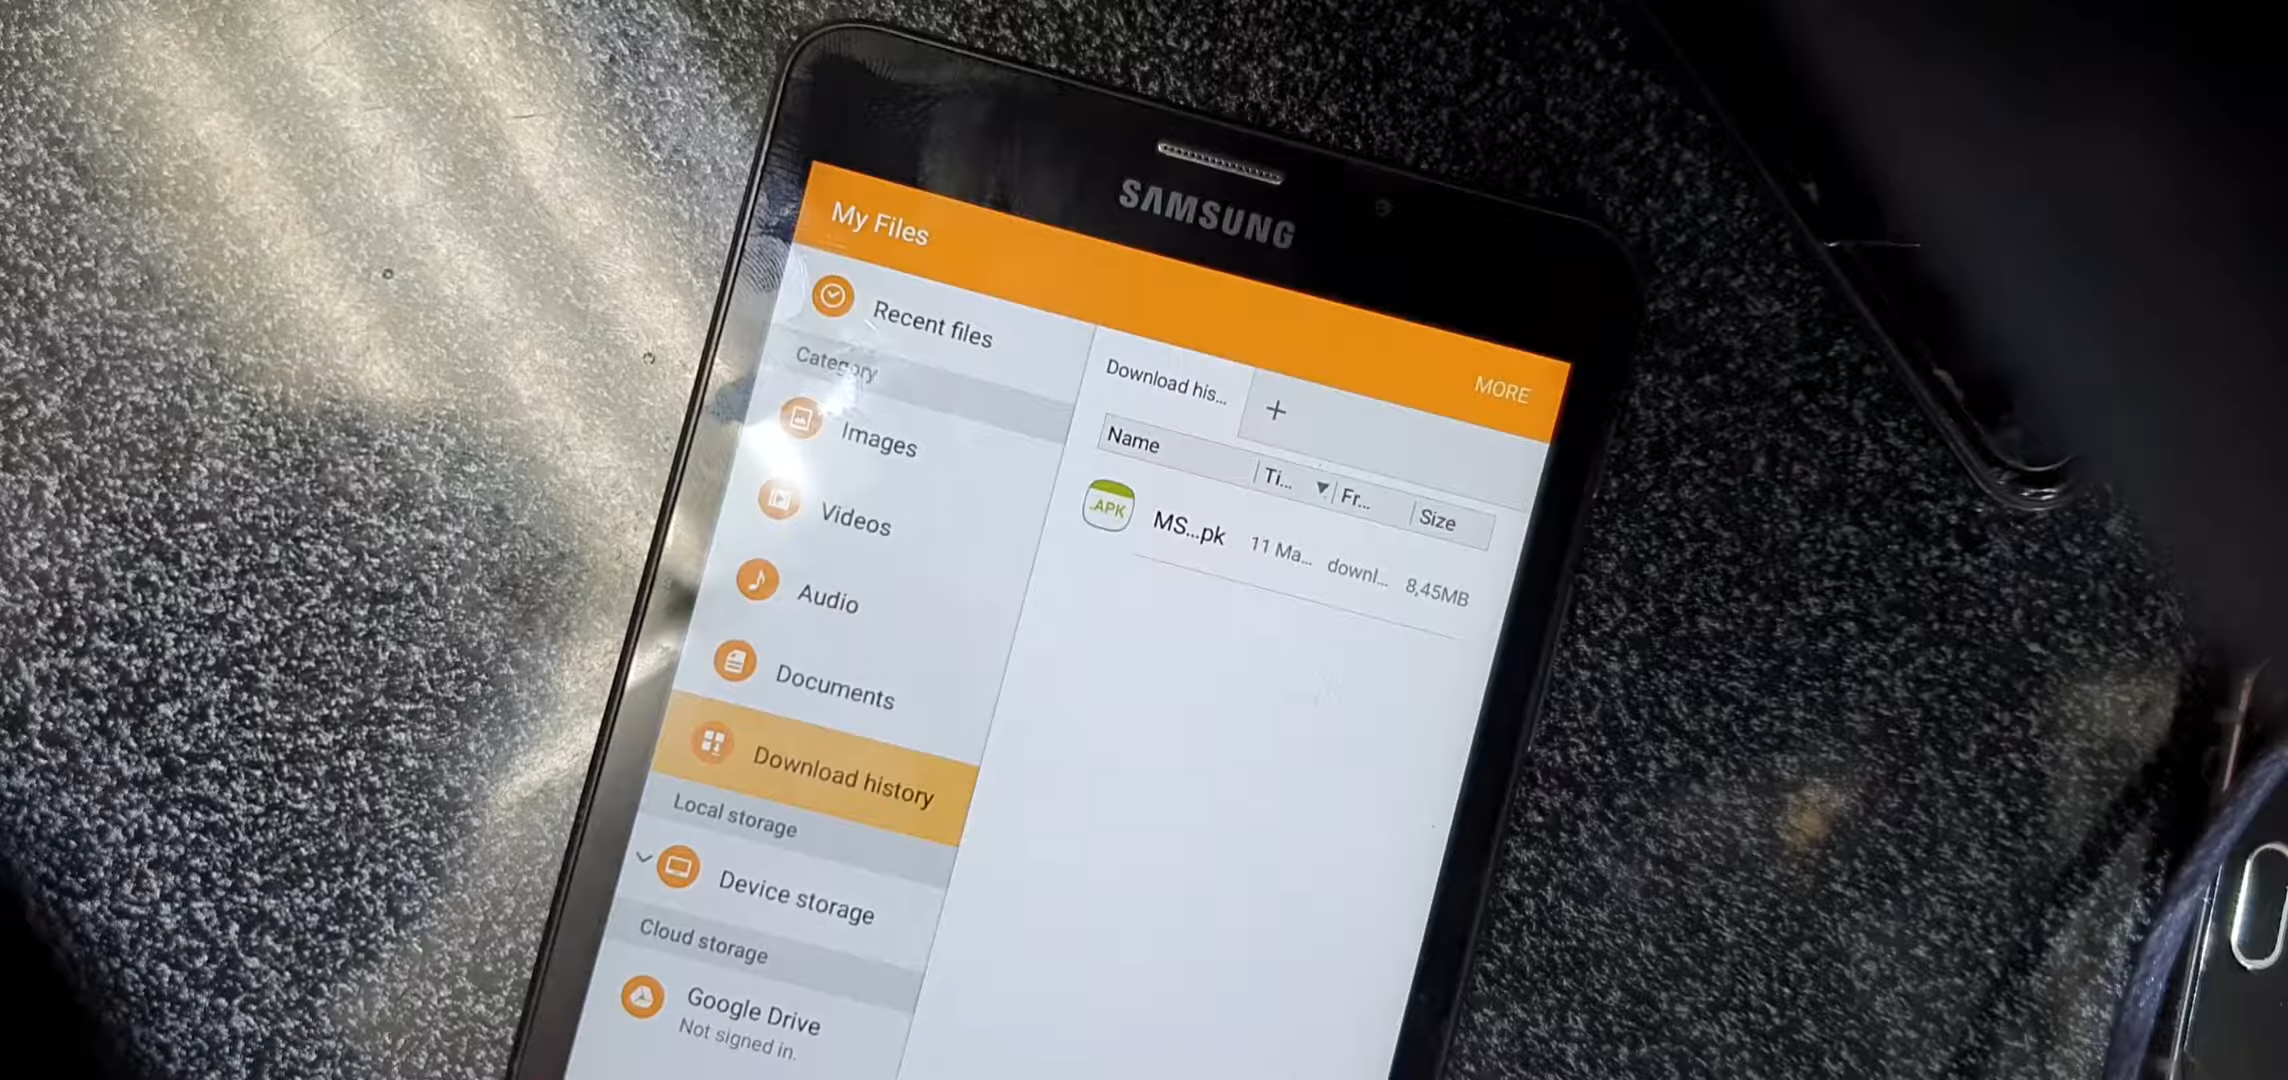 SAMSUNG
My Files
MORE
Recent files
Category
Images
Videos
Audio
Documents
Download history
Local storage
Device storage
Cloud storage
Google Drive
Not signed in.
Download his...
+
Name
Ti... ▼
Fr...
Size
.APK
MS...pk
11 Ma...
downl...
8,45MB